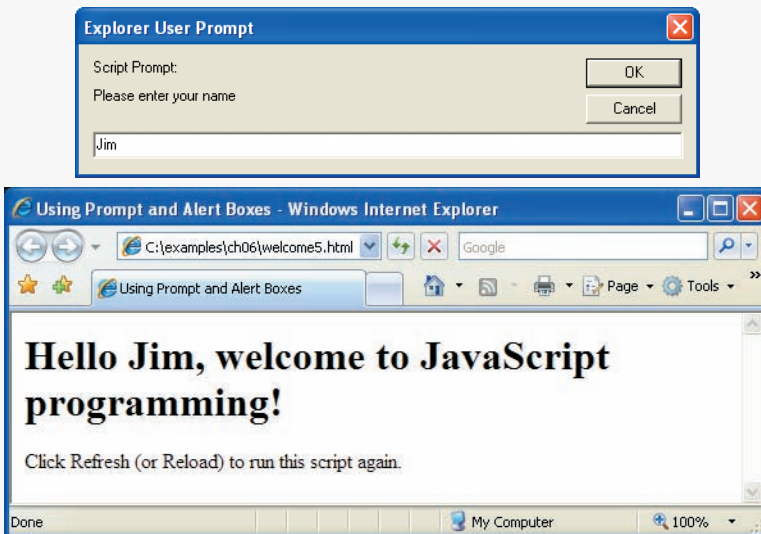 Explorer User Prompt
Script Prompt:
OK
Please enter your name
Cancel
Jim
Using Prompt and Alert Boxes - Windows Internet Explorer
C:\examples\ch06\welcome5.html
Google
Using Prompt and Alert Boxes
Page
Tools
»
Hello Jim, welcome to JavaScript
programming!
Click Refresh (or Reload) to run this script again.
Done
My Computer
100%